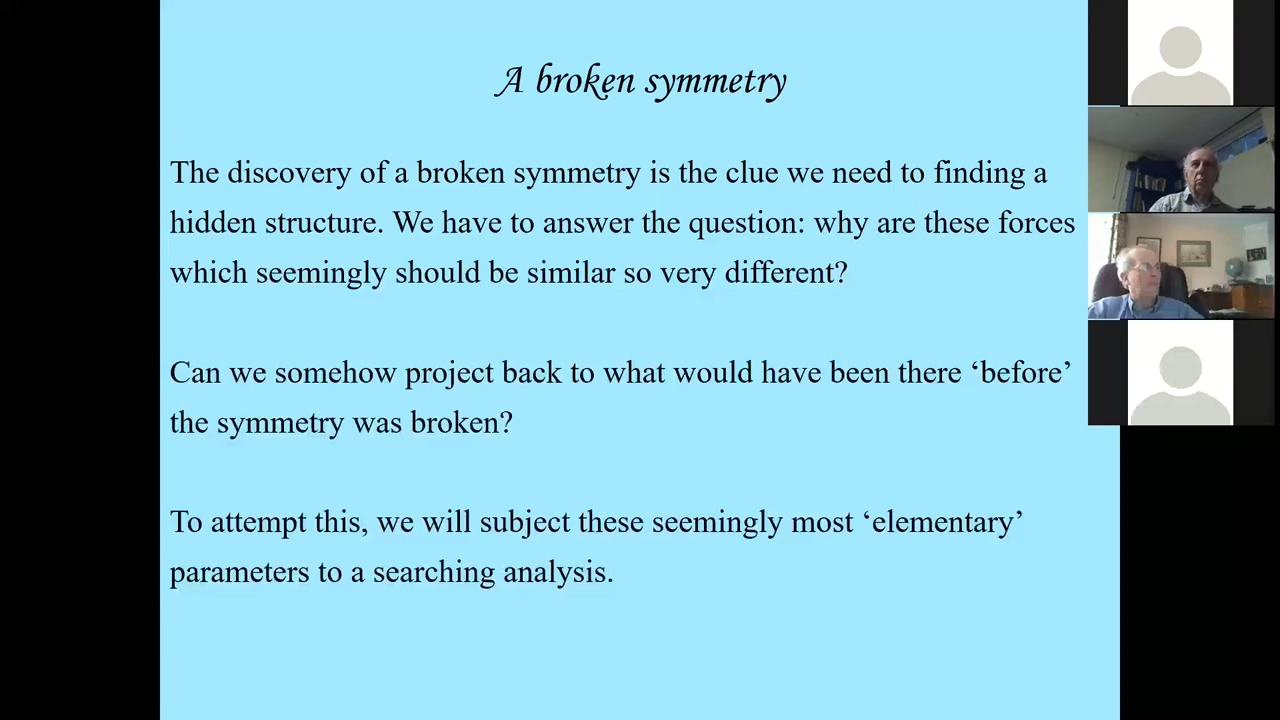 A broken symmetry
The discovery of a broken symmetry is the clue we need to finding a
hidden structure. We have to answer the question: why are these forces
which seemingly should be similar so very different?
Can we somehow project back to what would have been there ‘before’
the symmetry was broken?
To attempt this, we will subject these seemingly most ‘elementary’
parameters to a searching analysis.